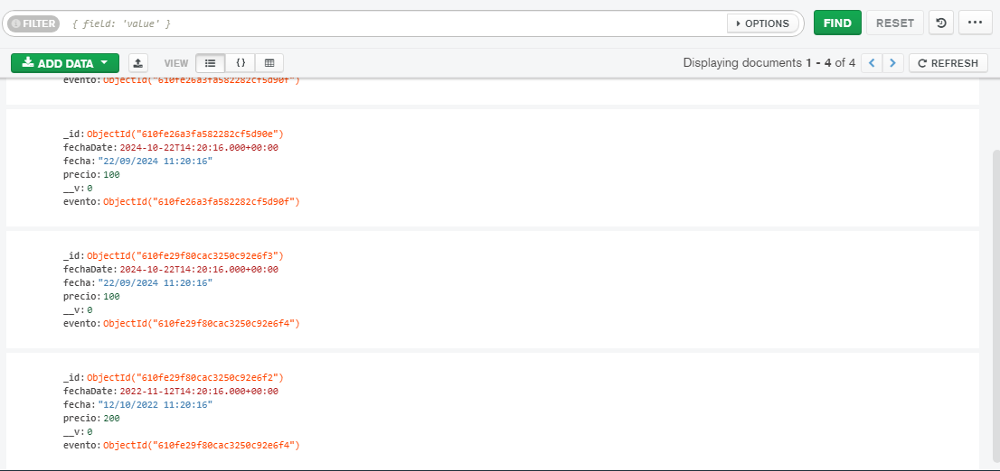 FILTER { field: 'value' } OPTIONS FIND RESET
ADD DATA VIEW {} Displaying documents 1 - 4 of 4 REFRESH
evento: ObjectId("610fe26a3fa582282cf5d90f")
_id: ObjectId("610fe26a3fa582282cf5d90e")
fechaDate: 2024-10-22T14:20:16.000+00:00
fecha: "22/09/2024 11:20:16"
precio: 100
__v: 0
evento: ObjectId("610fe26a3fa582282cf5d90f")
_id: ObjectId("610fe29f80cac3250c92e6f3")
fechaDate: 2024-10-22T14:20:16.000+00:00
fecha: "22/09/2024 11:20:16"
precio: 100
__v: 0
evento: ObjectId("610fe29f80cac3250c92e6f4")
_id: ObjectId("610fe29f80cac3250c92e6f2")
fechaDate: 2022-11-12T14:20:16.000+00:00
fecha: "12/10/2022 11:20:16"
precio: 200
__v: 0
evento: ObjectId("610fe29f80cac3250c92e6f4")